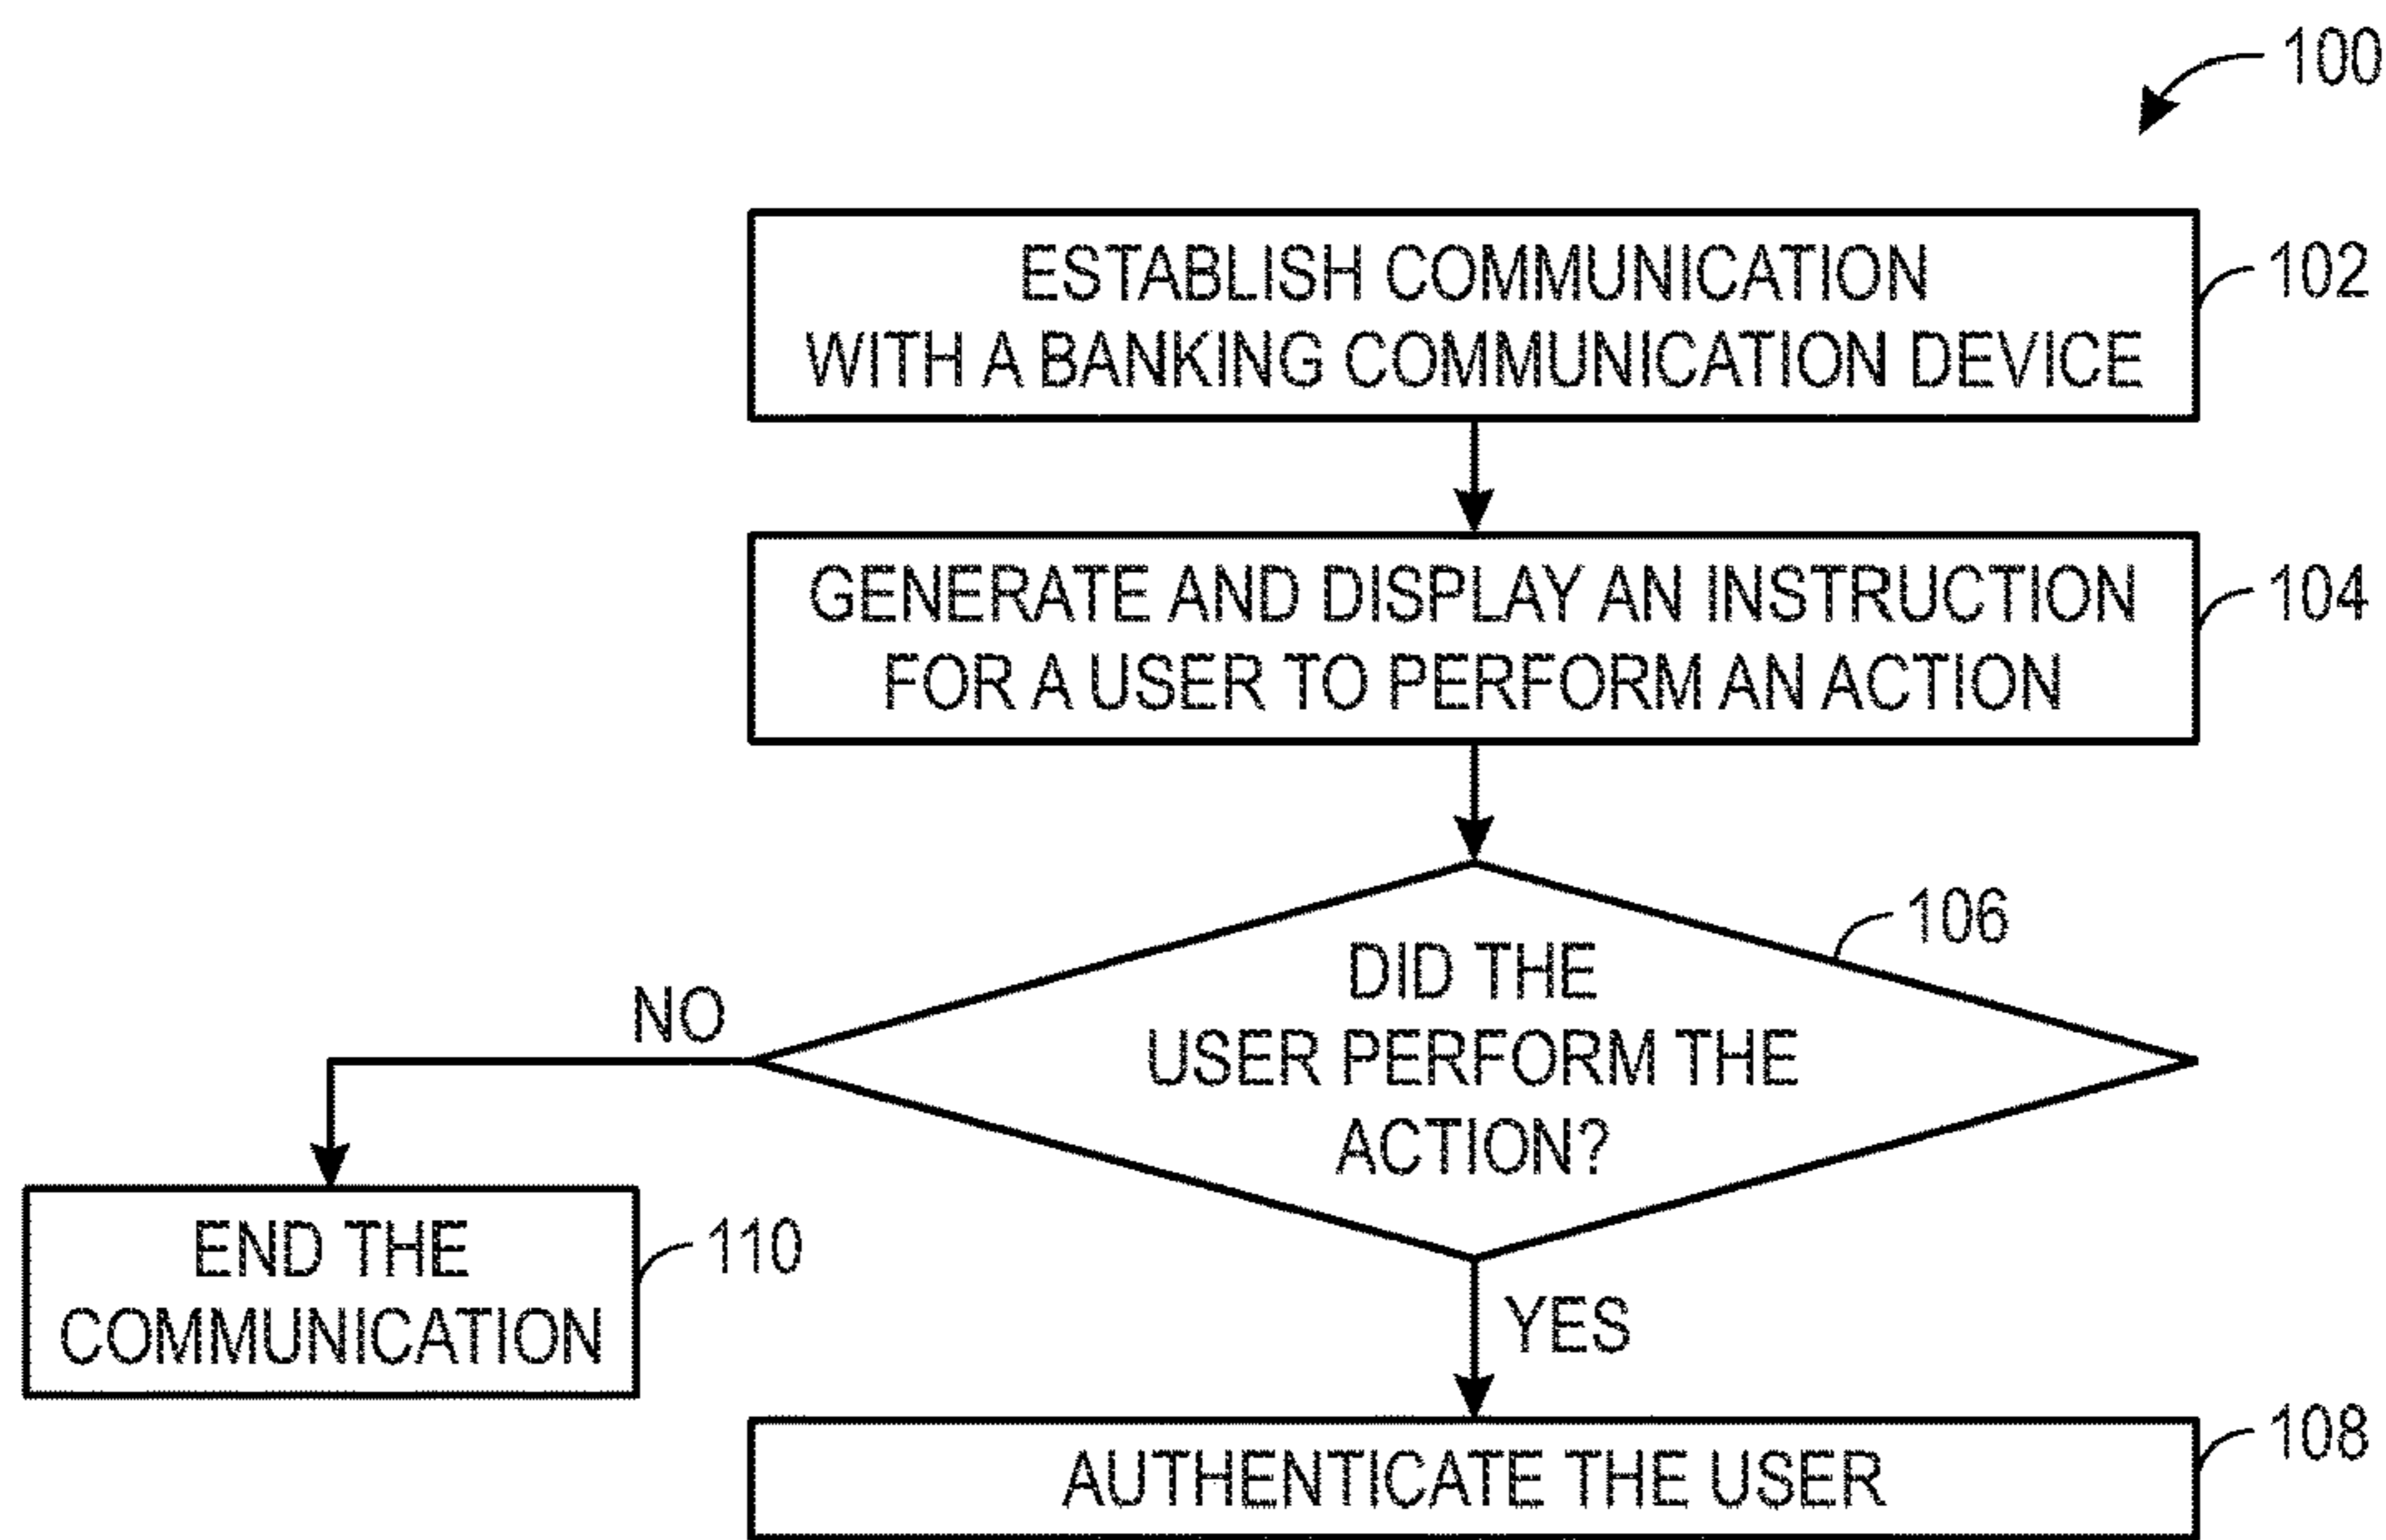 100
ESTABLISH COMMUNICATION
WITH A BANKING COMMUNICATION DEVICE
102
GENERATE AND DISPLAY AN INSTRUCTION
FOR A USER TO PERFORM AN ACTION
104
DID THE
USER PERFORM THE
ACTION?
106
NO
END THE
COMMUNICATION
110
YES
AUTHENTICATE THE USER
108